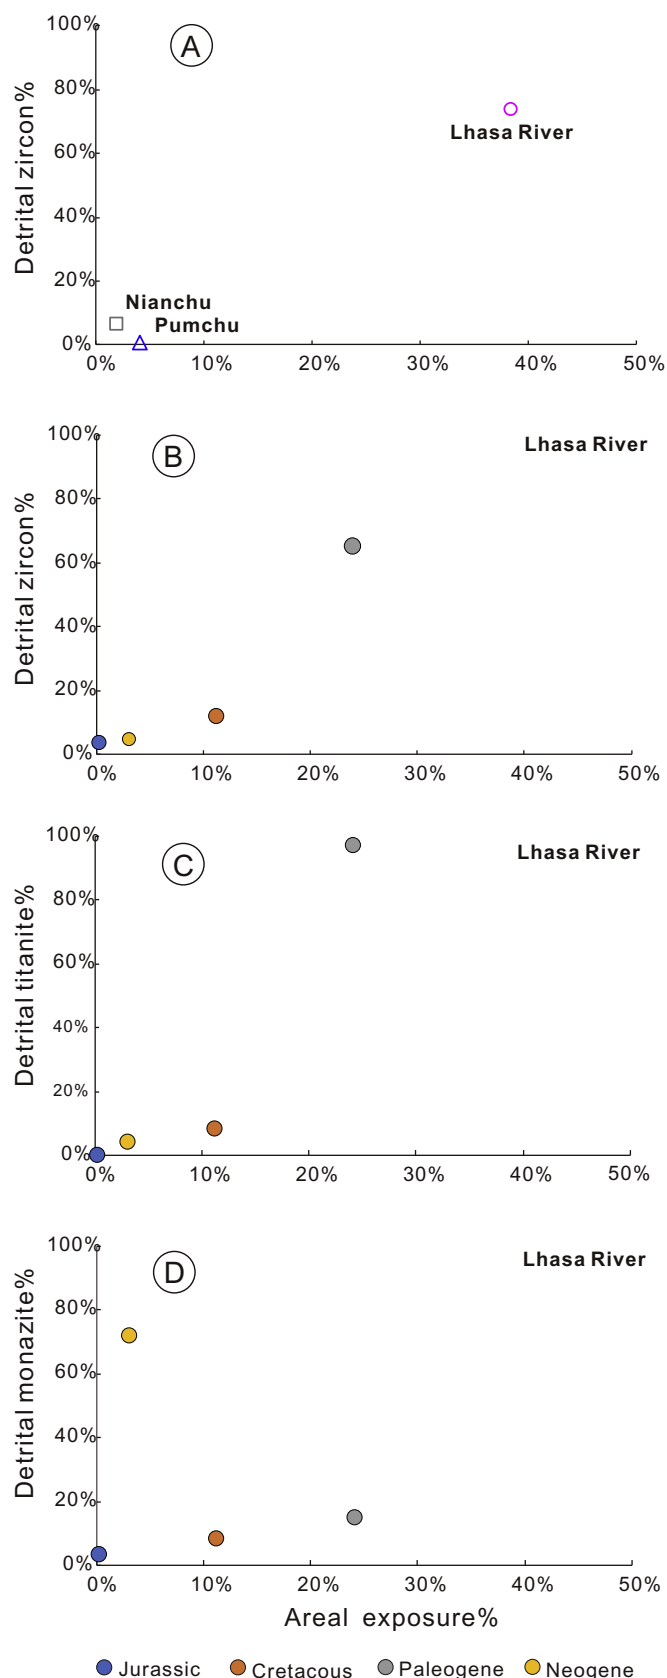 100%
A
80%
Lhasa River
60%
Detrital zircon%
40%
20%
Nianchu
Pumchu
0%
0% 10% 20% 30% 40% 50%
100%
B
Lhasa River
80%
60%
Detrital zircon%
40%
20%
0%
0% 10% 20% 30% 40% 50%
100%
C
Lhasa River
80%
60%
Detrital titanite%
40%
20%
0%
0% 10% 20% 30% 40% 50%
100%
D
Lhasa River
80%
60%
Detrital monazite%
40%
20%
0%
0% 10% 20% 30% 40% 50%
Areal exposure%
Jurassic Cretacous Paleogene Neogene